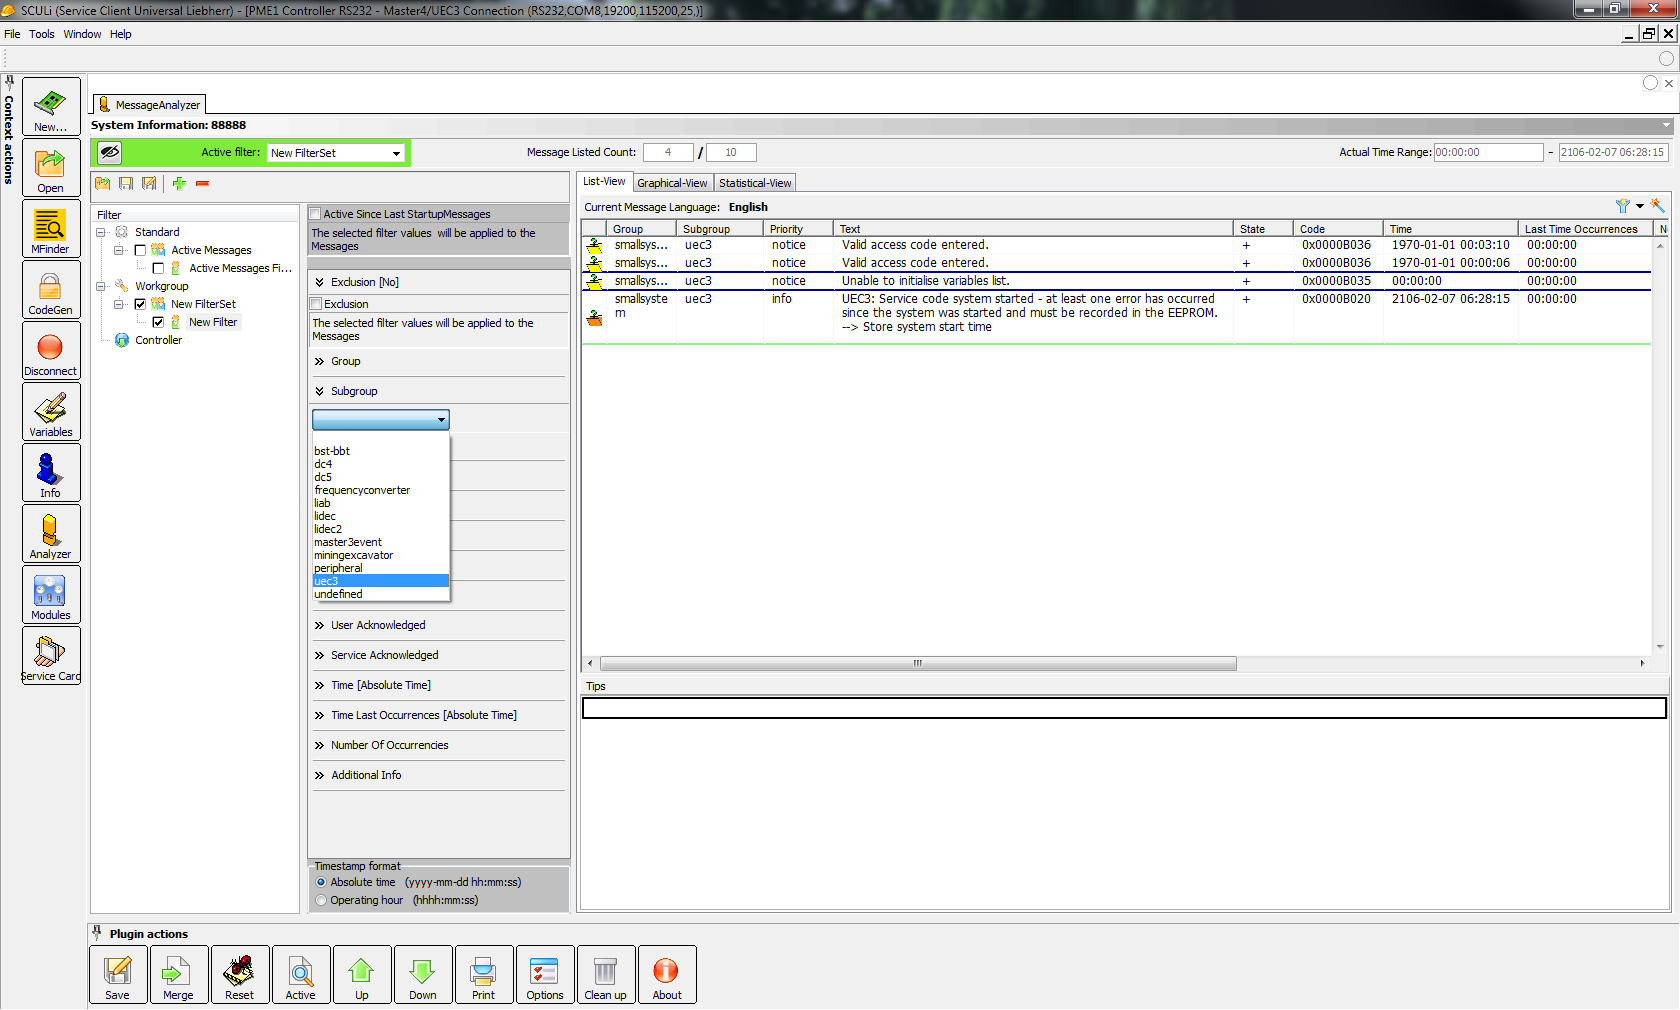 SCULi (Service Client Universal Liebherr) - [PME1 Controller RS232 - Master4/UEC3 Connection (RS232,COM8,19200,115200,25,)]
File Tools Window Help
Context actions
New...
Open
MFinder
CodeGen
Disconnect
Variables
Info
Analyzer
Modules
Service Card
MessageAnalyzer
System Information: 88888
Active filter: New FilterSet
Message Listed Count: 4 / 10
Actual Time Range: 00:00:00 - 2106-02-07 06:28:15
Filter
Standard
Active Messages
Active Messages Fi...
Workgroup
New FilterSet
New Filter
Controller
Active Since Last StartupMessages
The selected filter values will be applied to the
Messages
Exclusion [No]
Exclusion
The selected filter values will be applied to the
Messages
Group
Subgroup
bst-bbt
dc4
dc5
frequencyconverter
liab
lidec
lidec2
master3event
miningexcavator
peripheral
uec3
undefined
User Acknowledged
Service Acknowledged
Time [Absolute Time]
Time Last Occurrences [Absolute Time]
Number Of Occurrencies
Additional Info
Timestamp format
Absolute time (yyyy-mm-dd hh:mm:ss)
Operating hour (hhhh:mm:ss)
List-View Graphical-View Statistical-View
Current Message Language: English
Group Subgroup Priority Text State Code Time Last Time Occurrences
smallsys... uec3 notice Valid access code entered. + 0x0000B036 1970-01-01 00:03:10 00:00:00
smallsys... uec3 notice Valid access code entered. + 0x0000B036 1970-01-01 00:00:06 00:00:00
smallsys... uec3 notice Unable to initialise variables list. + 0x0000B035 00:00:00 00:00:00
smallsyste uec3 info UEC3: Service code system started - at least one error has occurred + 0x0000B020 2106-02-07 06:28:15 00:00:00
m since the system was started and must be recorded in the EEPROM.
--> Store system start time
Tips
Plugin actions
Save Merge Reset Active Up Down Print Options Clean up About